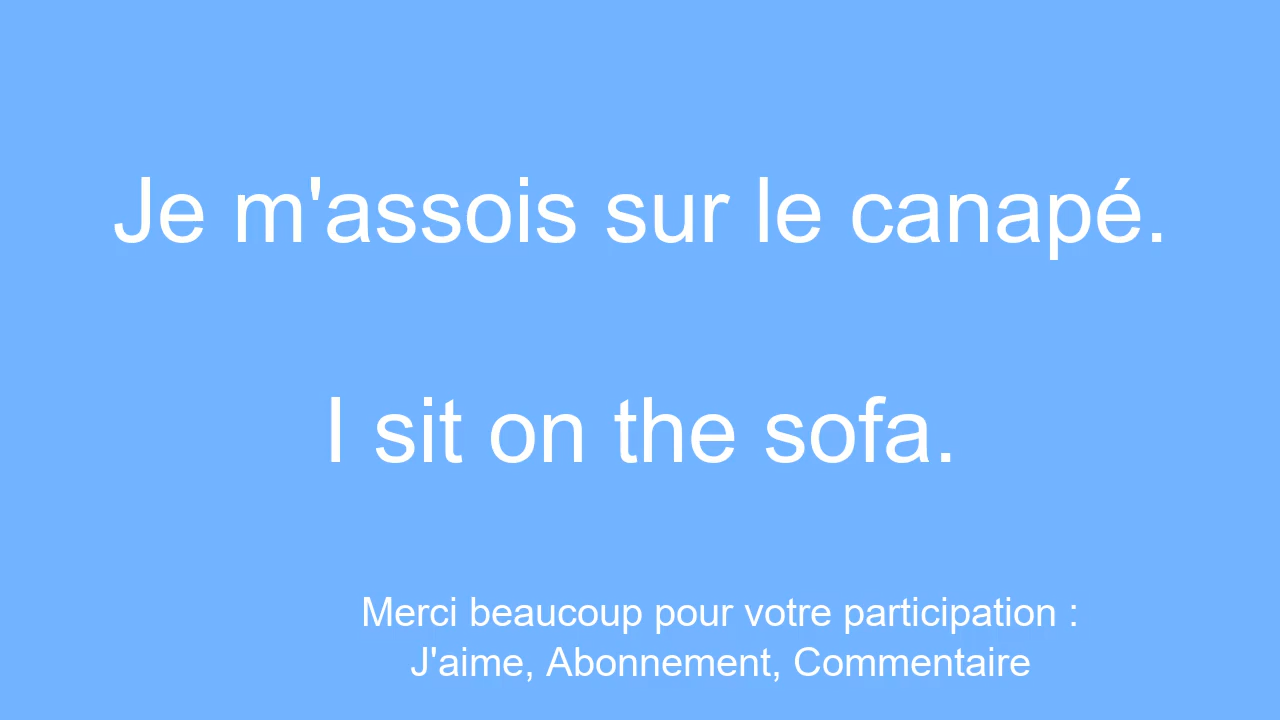 Je m'assois sur le canapé.
I sit on the sofa.
Merci beaucoup pour votre participation :
J'aime, Abonnement, Commentaire